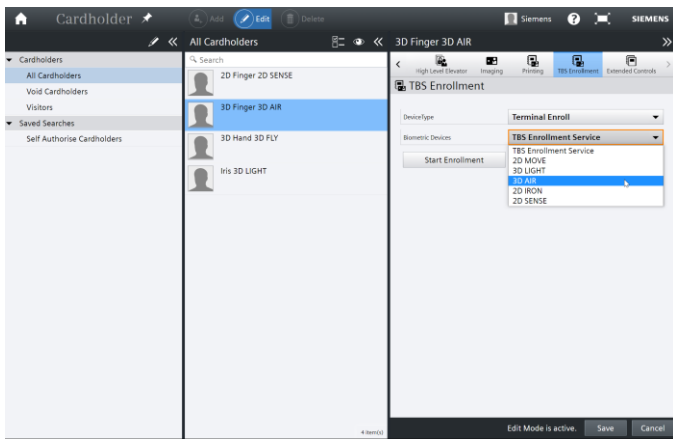 Cardholder
Add
Edit
Delete
Siemens
?
SIEMENS
All Cardholders
3D Finger 3D AIR
Cardholders
All Cardholders
Void Cardholders
Visitors
Saved Searches
Self Authorise Cardholders
Search
2D Finger 2D SENSE
3D Finger 3D AIR
3D Hand 3D FLY
Iris 3D LIGHT
4 item(s)
High Level Elevator
Imaging
Printing
TBS Enrollment
Extended Controls
TBS Enrollment
DeviceType
Terminal Enroll
Biometric Devices
TBS Enrollment Service
Start Enrollment
TBS Enrollment Service
2D MOVE
3D LIGHT
3D AIR
2D IRON
2D SENSE
Edit Mode is active.
Save
Cancel